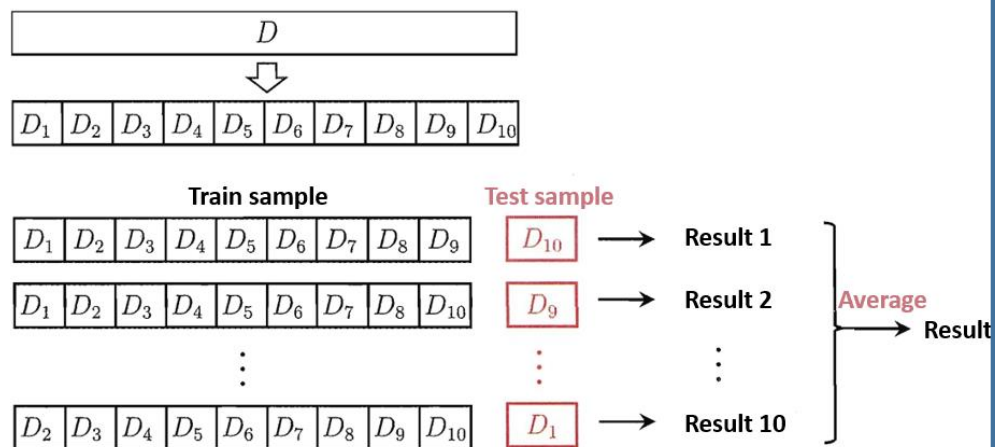 D
D₁ D₂ D₃ D₄ D₅ D₆ D₇ D₈ D₉ D₁₀
Train sample Test sample
D₁ D₂ D₃ D₄ D₅ D₆ D₇ D₈ D₉ D₁₀ Result 1
D₁ D₂ D₃ D₄ D₅ D₆ D₇ D₈ D₁₀ D₉ Result 2
Average
Result
⋮ ⋮ ⋮
D₂ D₃ D₄ D₅ D₆ D₇ D₈ D₉ D₁₀ D₁ Result 10